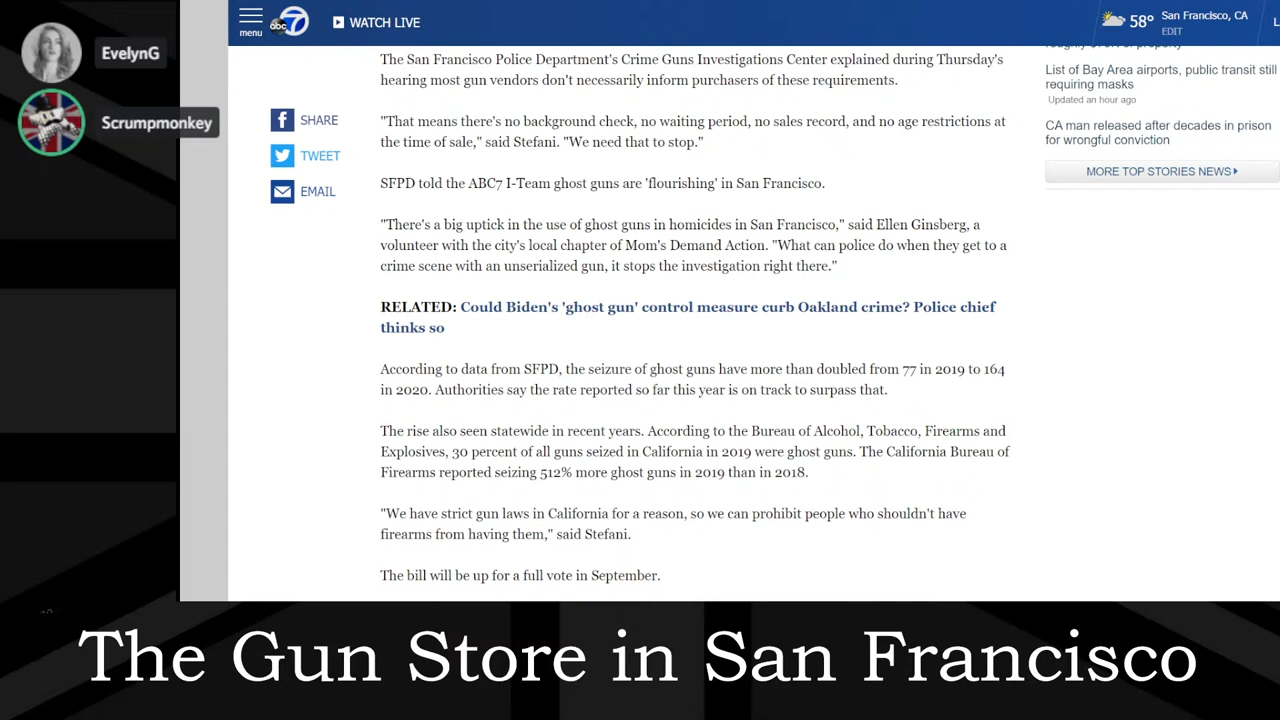 EvelynG
Scrumpmonkey
menu
abc 7
WATCH LIVE
58°
San Francisco, CA
EDIT
The San Francisco Police Department's Crime Guns Investigations Center explained during Thursday's
hearing most gun vendors don't necessarily inform purchasers of these requirements.
SHARE
TWEET
EMAIL
"That means there's no background check, no waiting period, no sales record, and no age restrictions at
the time of sale," said Stefani. "We need that to stop."
SFPD told the ABC7 I-Team ghost guns are 'flourishing' in San Francisco.
"There's a big uptick in the use of ghost guns in homicides in San Francisco," said Ellen Ginsberg, a
volunteer with the city's local chapter of Mom's Demand Action. "What can police do when they get to a
crime scene with an unserialized gun, it stops the investigation right there."
RELATED: Could Biden's 'ghost gun' control measure curb Oakland crime? Police chief
thinks so
According to data from SFPD, the seizure of ghost guns have more than doubled from 77 in 2019 to 164
in 2020. Authorities say the rate reported so far this year is on track to surpass that.
The rise also seen statewide in recent years. According to the Bureau of Alcohol, Tobacco, Firearms and
Explosives, 30 percent of all guns seized in California in 2019 were ghost guns. The California Bureau of
Firearms reported seizing 512% more ghost guns in 2019 than in 2018.
"We have strict gun laws in California for a reason, so we can prohibit people who shouldn't have
firearms from having them," said Stefani.
The bill will be up for a full vote in September.
List of Bay Area airports, public transit still
requiring masks
Updated an hour ago
CA man released after decades in prison
for wrongful conviction
MORE TOP STORIES NEWS
The Gun Store in San Francisco